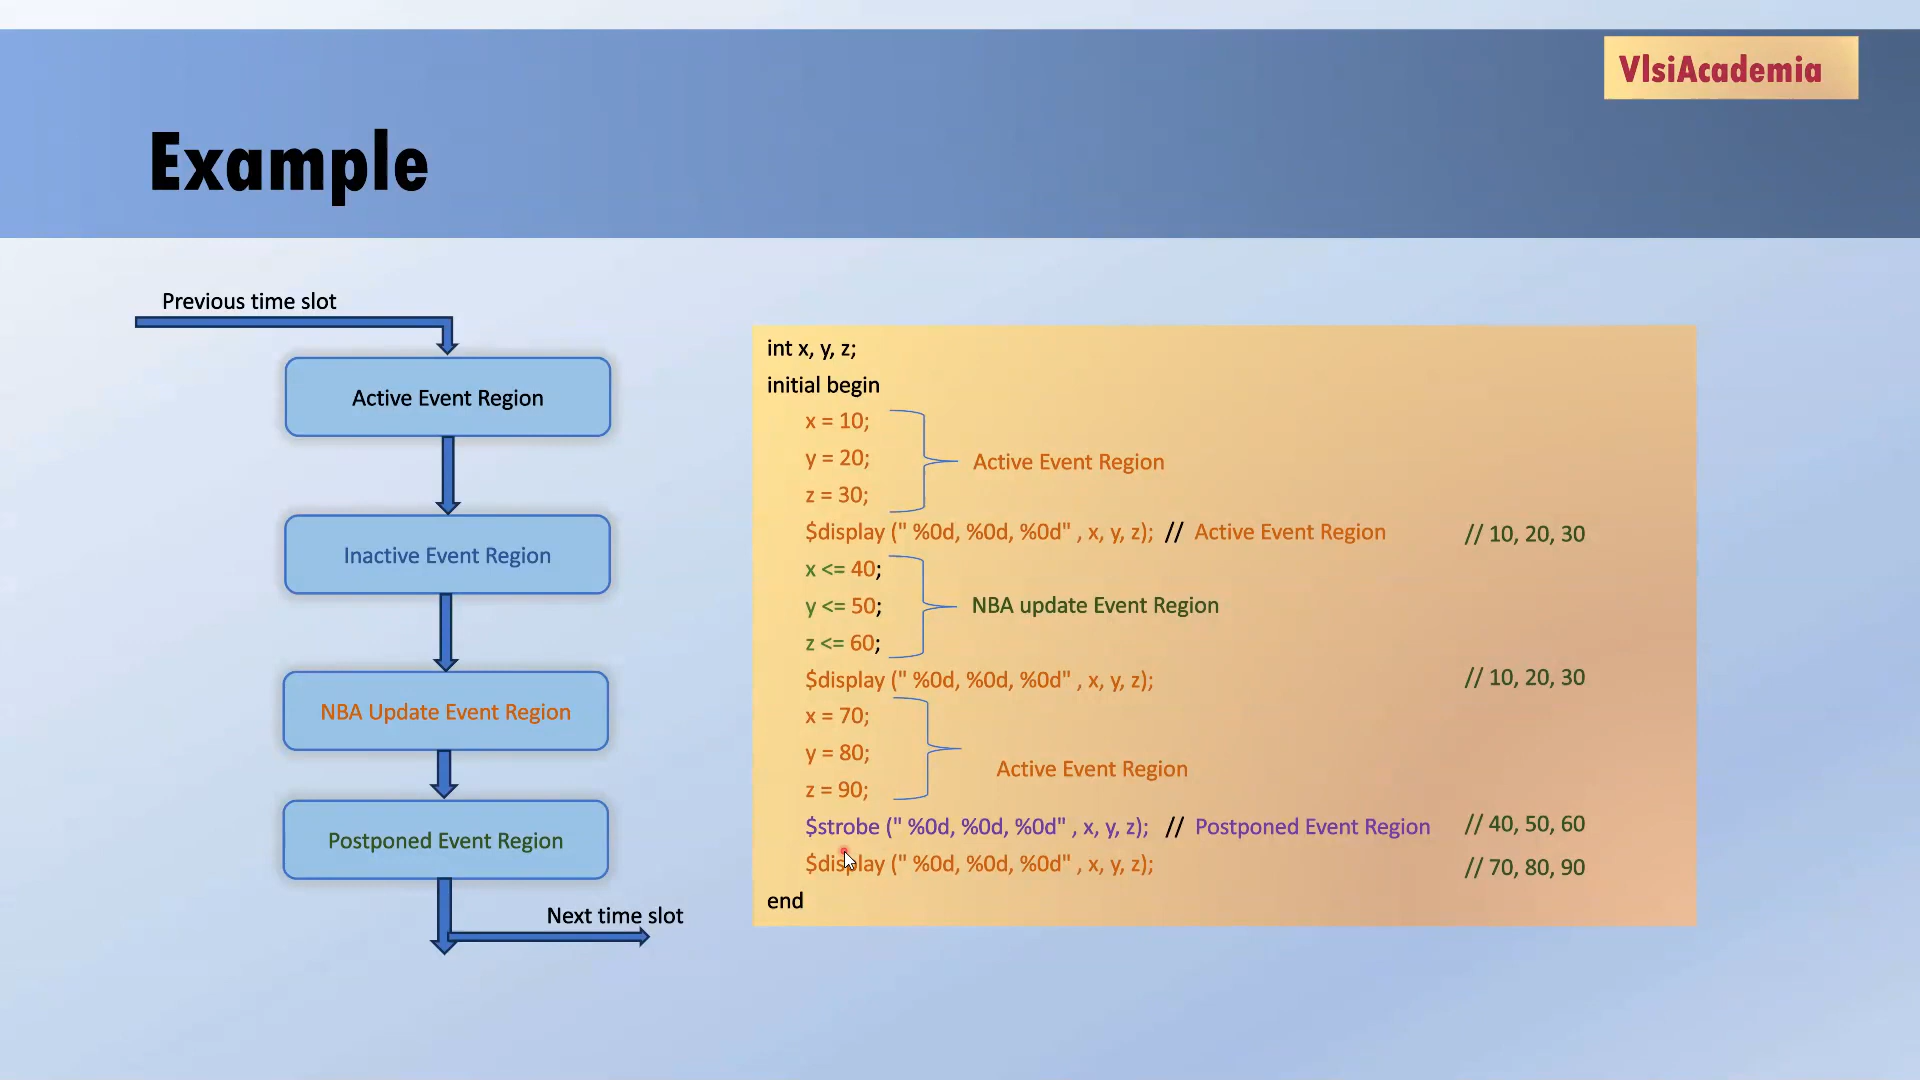 VlsiAcademia
Example
Previous time slot
Active Event Region
Inactive Event Region
NBA Update Event Region
Postponed Event Region
Next time slot
int x, y, z;
initial begin
x = 10;
y = 20;
z = 30;
Active Event Region
$display (" %0d, %0d, %0d" , x, y, z); // Active Event Region // 10, 20, 30
x <= 40;
y <= 50;
z <= 60;
NBA update Event Region
$display (" %0d, %0d, %0d" , x, y, z); // 10, 20, 30
x = 70;
y = 80;
z = 90;
Active Event Region
$strobe (" %0d, %0d, %0d" , x, y, z); // Postponed Event Region // 40, 50, 60
$display (" %0d, %0d, %0d" , x, y, z); // 70, 80, 90
end